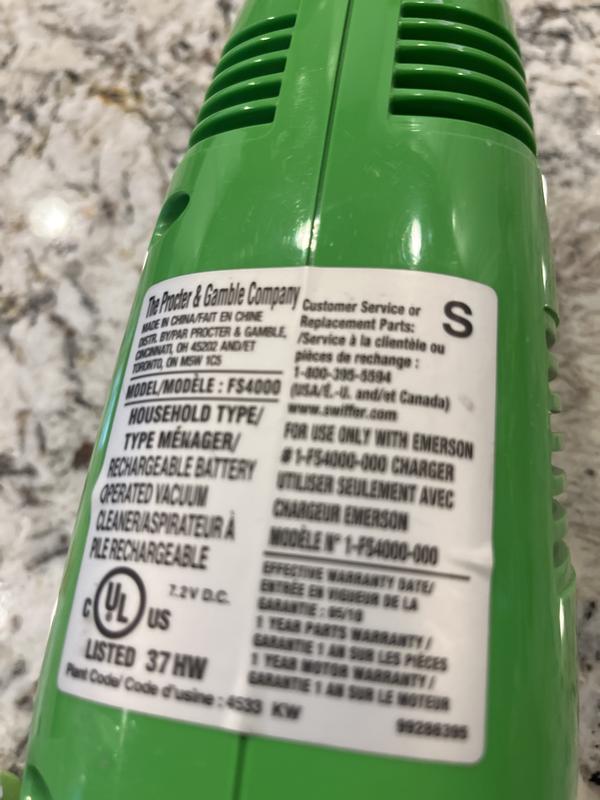 The Procter & Gamble Company
MADE IN CHINA/FAIT EN CHINE
DISTR. BY/PAR PROCTER & GAMBLE,
CINCINNATI, OH 45202 AND/ET
TORONTO, ON M5W 1C5
MODEL/MODÈLE : FS4000
HOUSEHOLD TYPE/
TYPE MÉNAGER/
RECHARGEABLE BATTERY
OPERATED VACUUM
CLEANER/ASPIRATEUR À
PILE RECHARGEABLE
C UL US
7.2V D.C.
LISTED 37HW
Plant Code/ Code d'usine : 4533 KW
Customer Service or
Replacement Parts:
/Service à la clientèle ou
pièces de rechange :
1-800-395-5594
(USA/É.-U. and/et Canada)
www.swiffer.com
S
FOR USE ONLY WITH EMERSON
# 1-FS4000-000 CHARGER
UTILISER SEULEMENT AVEC
CHARGEUR EMERSON
MODÈLE N° 1-FS4000-000
EFFECTIVE WARRANTY DATE/
ENTRÉE EN VIGUEUR DE LA
GARANTIE : 05/10
1 YEAR PARTS WARRANTY /
GARANTIE 1 AN SUR LES PIÈCES
1 YEAR MOTOR WARRANTY /
GARANTIE 1 AN SUR LE MOTEUR
99286395